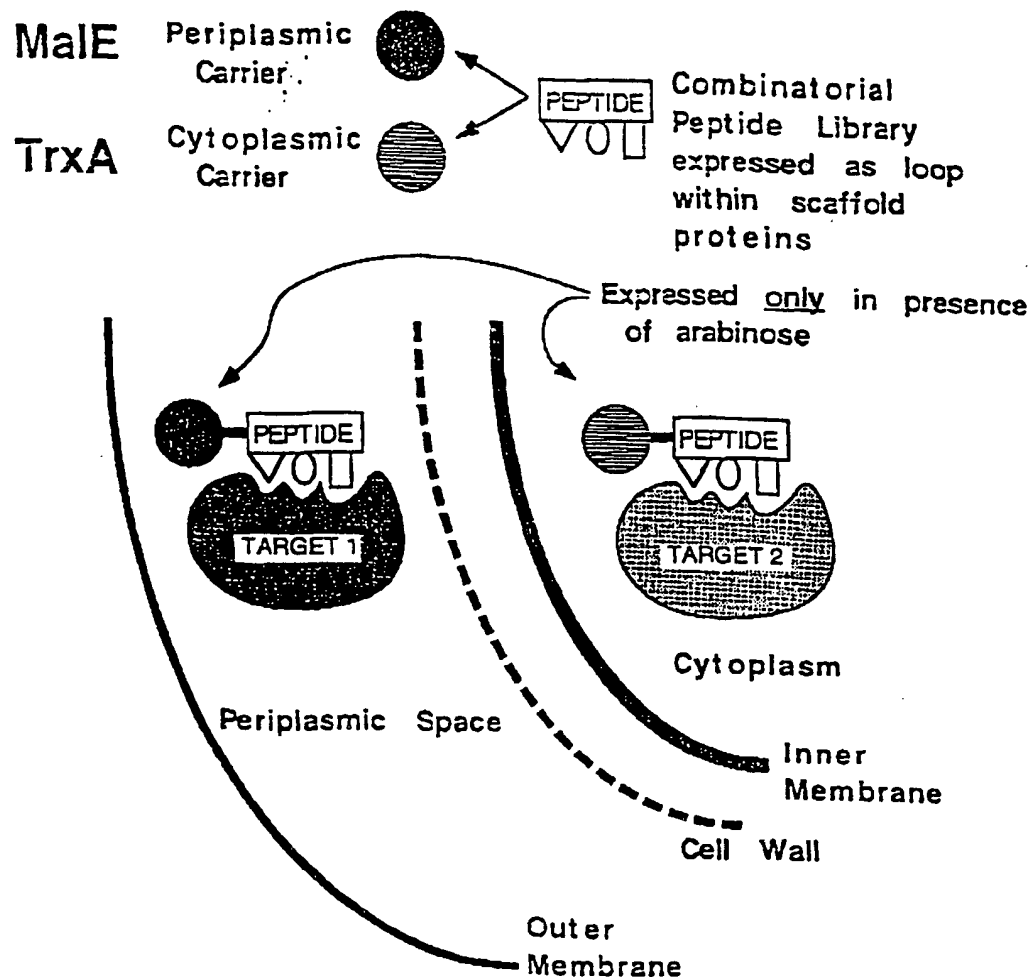 MalE
Periplasmic
Carrier
TrxA
Cytoplasmic
Carrier
PEPTIDE
Combinatorial
Peptide Library
expressed as loop
within scaffold
proteins
Expressed only in presence
of arabinose
PEPTIDE
TARGET 1
PEPTIDE
TARGET 2
Cytoplasm
Periplasmic Space
Inner
Membrane
Cell Wall
Outer
Membrane